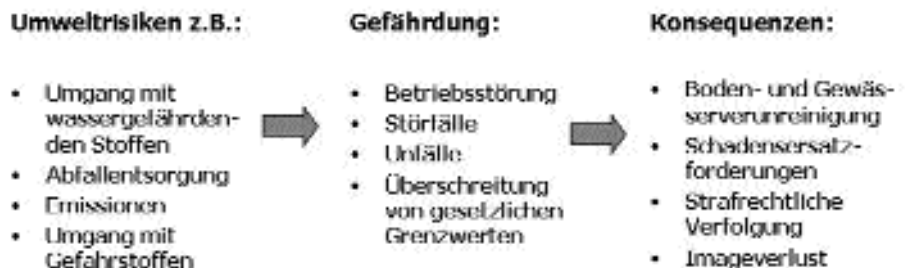 Umweltrisiken z.B.:
• Umgang mit
wassergefährden-
den Stoffen
• Abfallentsorgung
• Emissionen
• Umgang mit
Gefahrstoffen
Gefährdung:
• Betriebsstörung
• Störfälle
• Unfälle
• Überschreitung
von gesetzlichen
Grenzwerten
Konsequenzen:
• Boden- und Gewäs-
serverunreinigung
• Schadensersatz-
forderungen
• Strafrechtliche
Verfolgung
• Imageverlust